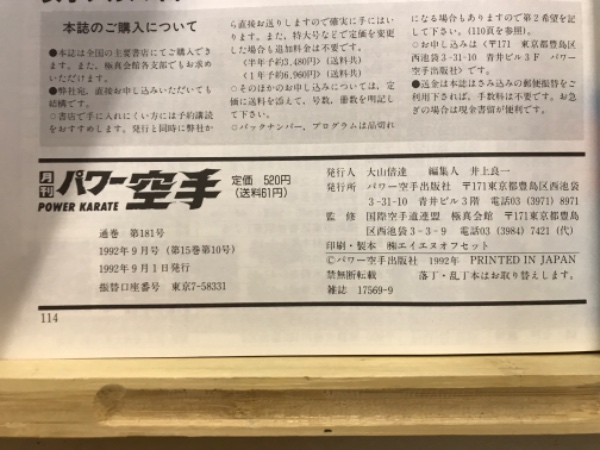 本誌のご購入について
●本誌は全国の主要書店にてご購入でき
ます。また、極真会館各支部でもお求め
いただけます。
●弊社宛、直接お申し込みいただいても
結構です。
○書店で手に入れにくい方には予約購読
をおすすめします。発行と同時に弊社か
ら直接お送りしますので確実に手にはい
ります。また、特大号などで定価を変更
した場合も追加料金は不要です。
〈半年予約3,480円〉(送料共)
〈1年予約6,960円〉(送料共)
○そのほかのお申し込みについては、定
価に送料を添えて、号数、冊数を明記し
て下さい。
○バックナンバー、プログラムは品切れ
になる場合もありますので第2希望を記
して下さい。(110頁を参照)。
○お申し込みは〈〒171 東京都豊島区
西池袋3-31-10 青井ビル3F パワー
空手出版社〉です。
●送金は本誌はさみ込みの郵便振替をご
利用下されば、手数料は不要です。お急
ぎの場合は現金書留が便利です。
月刊 パワー空手
POWER KARATE
定価 520円
(送料61円)
通巻 第181号
1992年9月号(第15巻第10号)
1992年9月1日発行
振替口座番号 東京7-58331
発行人 大山倍達 編集人 井上良一
発行所 パワー空手出版社 〒171東京都豊島区西池袋
3-31-10 青井ビル3階 電話03(3971)8971
監修 国際空手道連盟 極真会館 〒171東京都豊島
区西池袋3-3-9 電話03(3984)7421(代)
印刷・製本 ㈱エイエヌオフセット
©パワー空手出版社 1992年 PRINTED IN JAPAN
禁無断転載 落丁・乱丁本はお取り替えします。
雑誌 17569-9
114